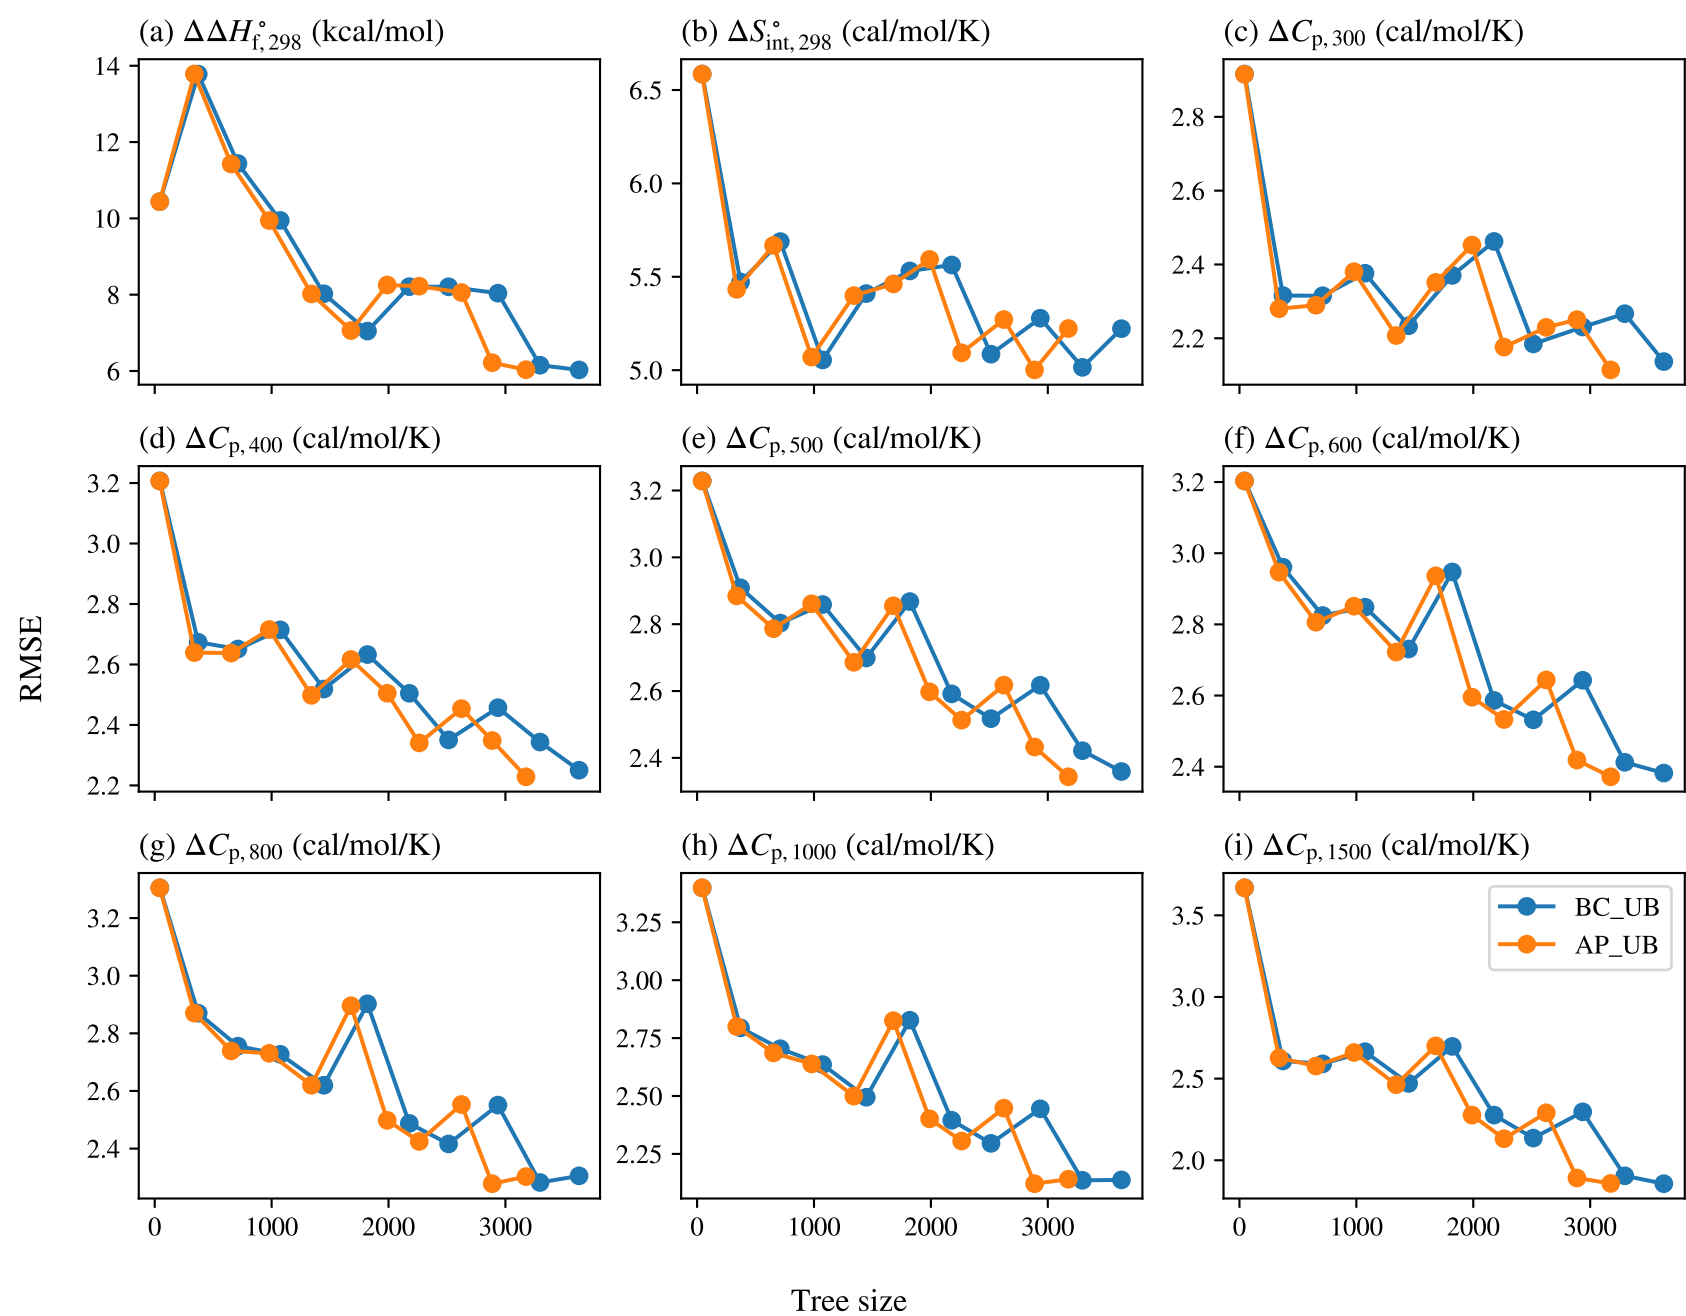 (a) ΔΔH°f, 298 (kcal/mol)
(b) ΔS°int, 298 (cal/mol/K)
(c) ΔCp, 300 (cal/mol/K)
14
12
10
8
6
6.5
6.0
5.5
5.0
2.8
2.6
2.4
2.2
(d) ΔCp, 400 (cal/mol/K)
(e) ΔCp, 500 (cal/mol/K)
(f) ΔCp, 600 (cal/mol/K)
3.2
3.0
2.8
2.6
2.4
2.2
3.2
3.0
2.8
2.6
2.4
3.2
3.0
2.8
2.6
2.4
RMSE
(g) ΔCp, 800 (cal/mol/K)
(h) ΔCp, 1000 (cal/mol/K)
(i) ΔCp, 1500 (cal/mol/K)
3.2
3.0
2.8
2.6
2.4
3.25
3.00
2.75
2.50
2.25
3.5
3.0
2.5
2.0
BC_UB
AP_UB
0 1000 2000 3000
0 1000 2000 3000
0 1000 2000 3000
Tree size